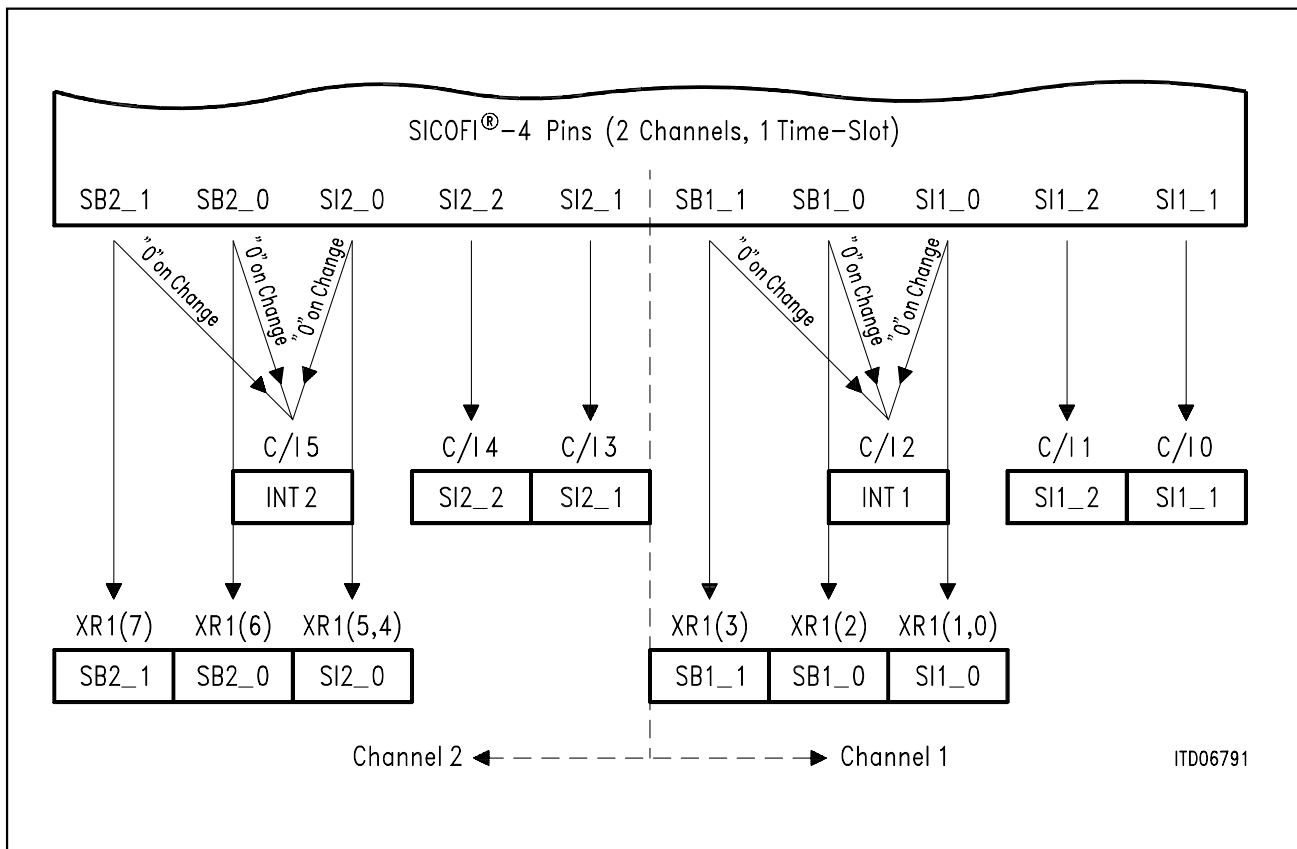 SICOFI®-4 Pins (2 Channels, 1 Time-Slot)
SB2_1 SB2_0 SI2_0 SI2_2 SI2_1 SB1_1 SB1_0 SI1_0 SI1_2 SI1_1
"0" on Change "0" on Change "0" on Change "0" on Change "0" on Change "0" on Change
C/I5 C/I4 C/I3 C/I2 C/I1 C/I0
INT 2 SI2_2 SI2_1 INT 1 SI1_2 SI1_1
XR1(7) XR1(6) XR1(5,4) XR1(3) XR1(2) XR1(1,0)
SB2_1 SB2_0 SI2_0 SB1_1 SB1_0 SI1_0
Channel 2 Channel 1
ITD06791